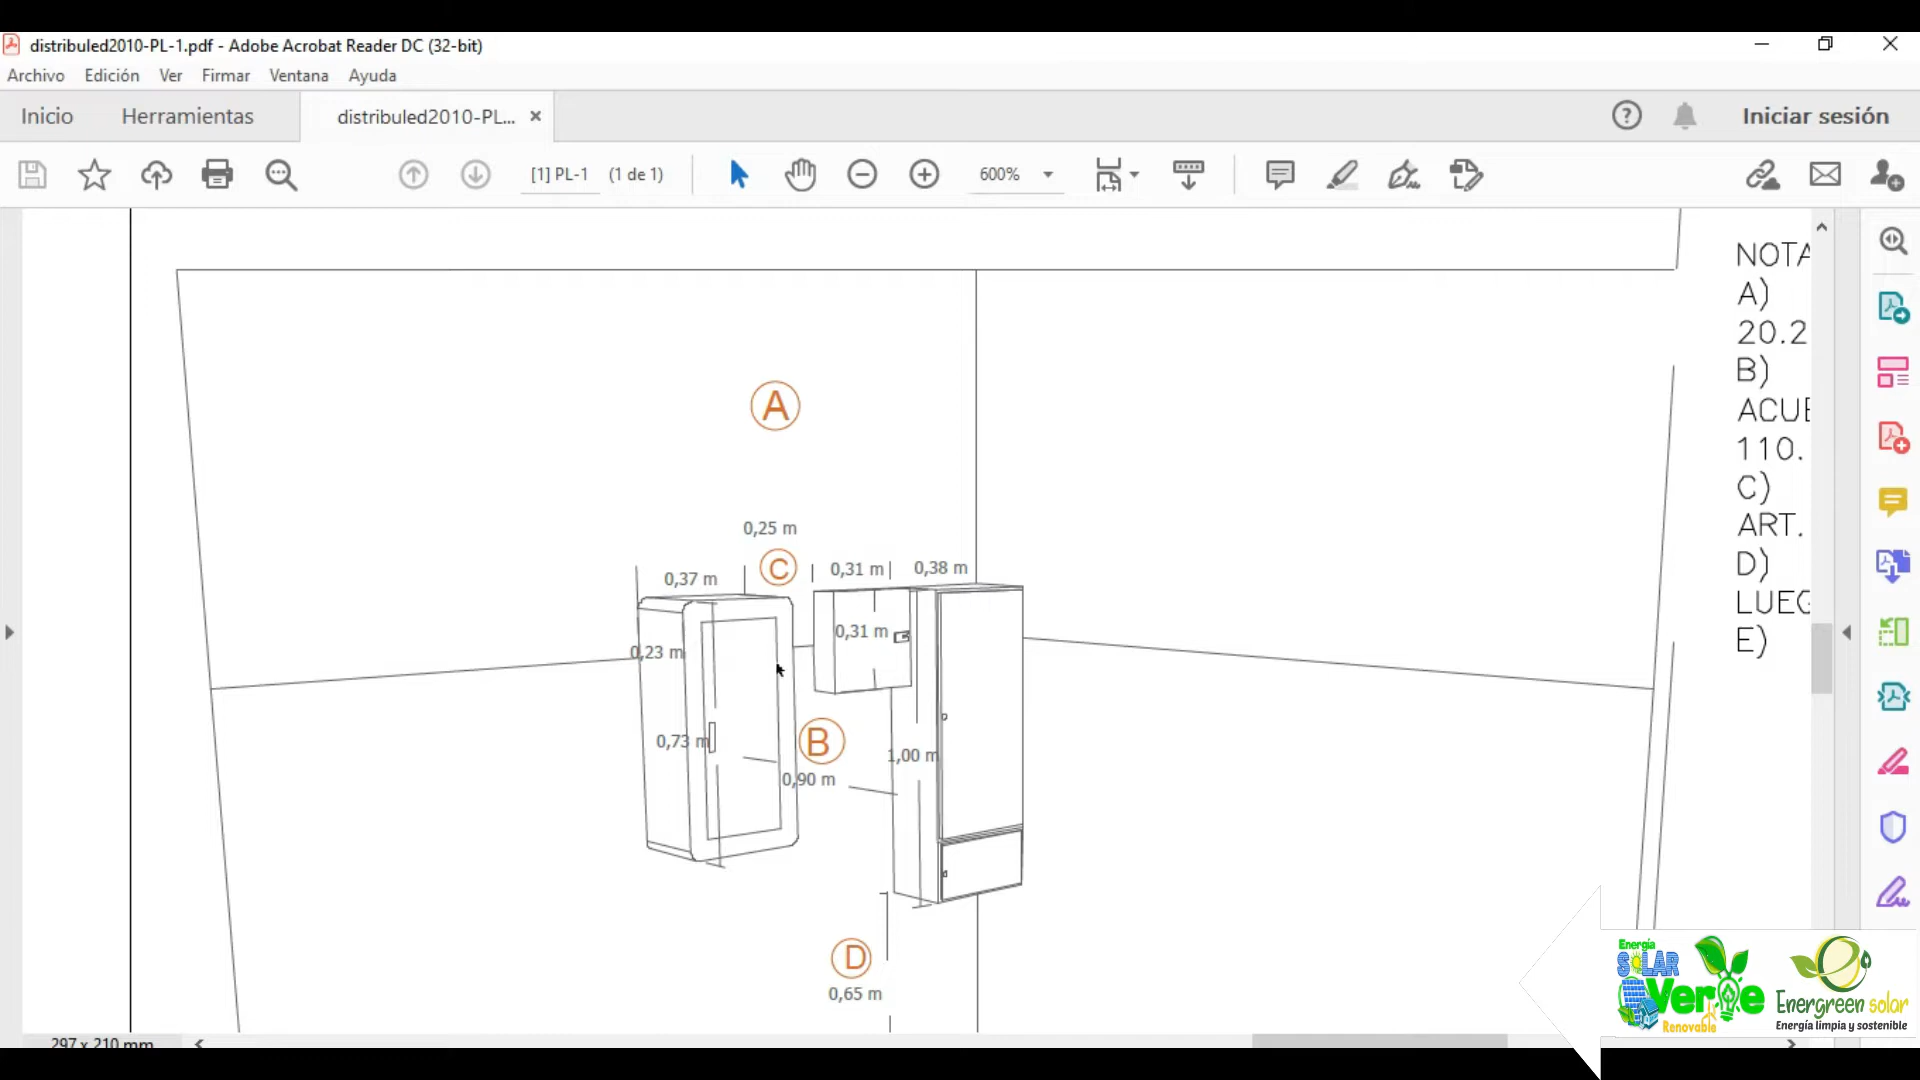 distribuled2010-PL-1.pdf - Adobe Acrobat Reader DC (32-bit)
Archivo Edición Ver Firmar Ventana Ayuda
Inicio Herramientas distribuled2010-PL... × Iniciar sesión
[1] PL-1 (1 de 1) 600%
NOTA
A)
20.2
B)
ACUE
110.
C)
ART.
D)
LUEG
E)
A
0,25 m
C
0,37 m
0,31 m
0,38 m
0,31 m
0,23 m
0,73 m
B
1,00 m
0,90 m
D
0,65 m
297 x 210 mm
Energía
SOLAR
Verde
Renovable
Energreen solar
Energía limpia y sostenible